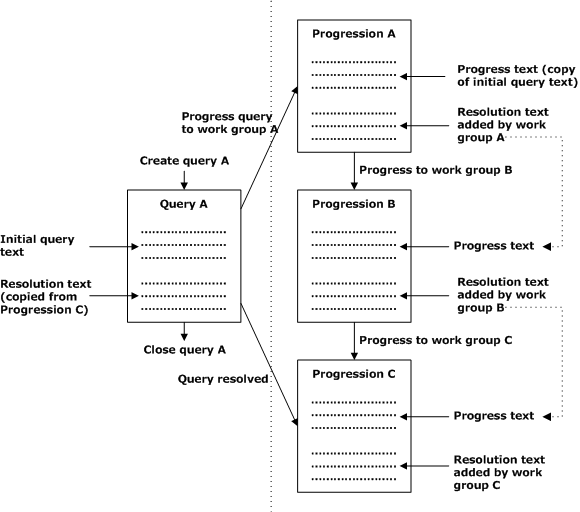 Progression A
Progress text (copy
of initial query text)
Progress query
to work group A
Resolution text
added by work
group A
Create query A
Progress to work group B
Query A
Progression B
Initial query
text
Progress text
Resolution text
(copied from
Progression C)
Resolution text
added by work
group B
Close query A
Progress to work group C
Query resolved
Progression C
Progress text
Resolution text
added by work
group C